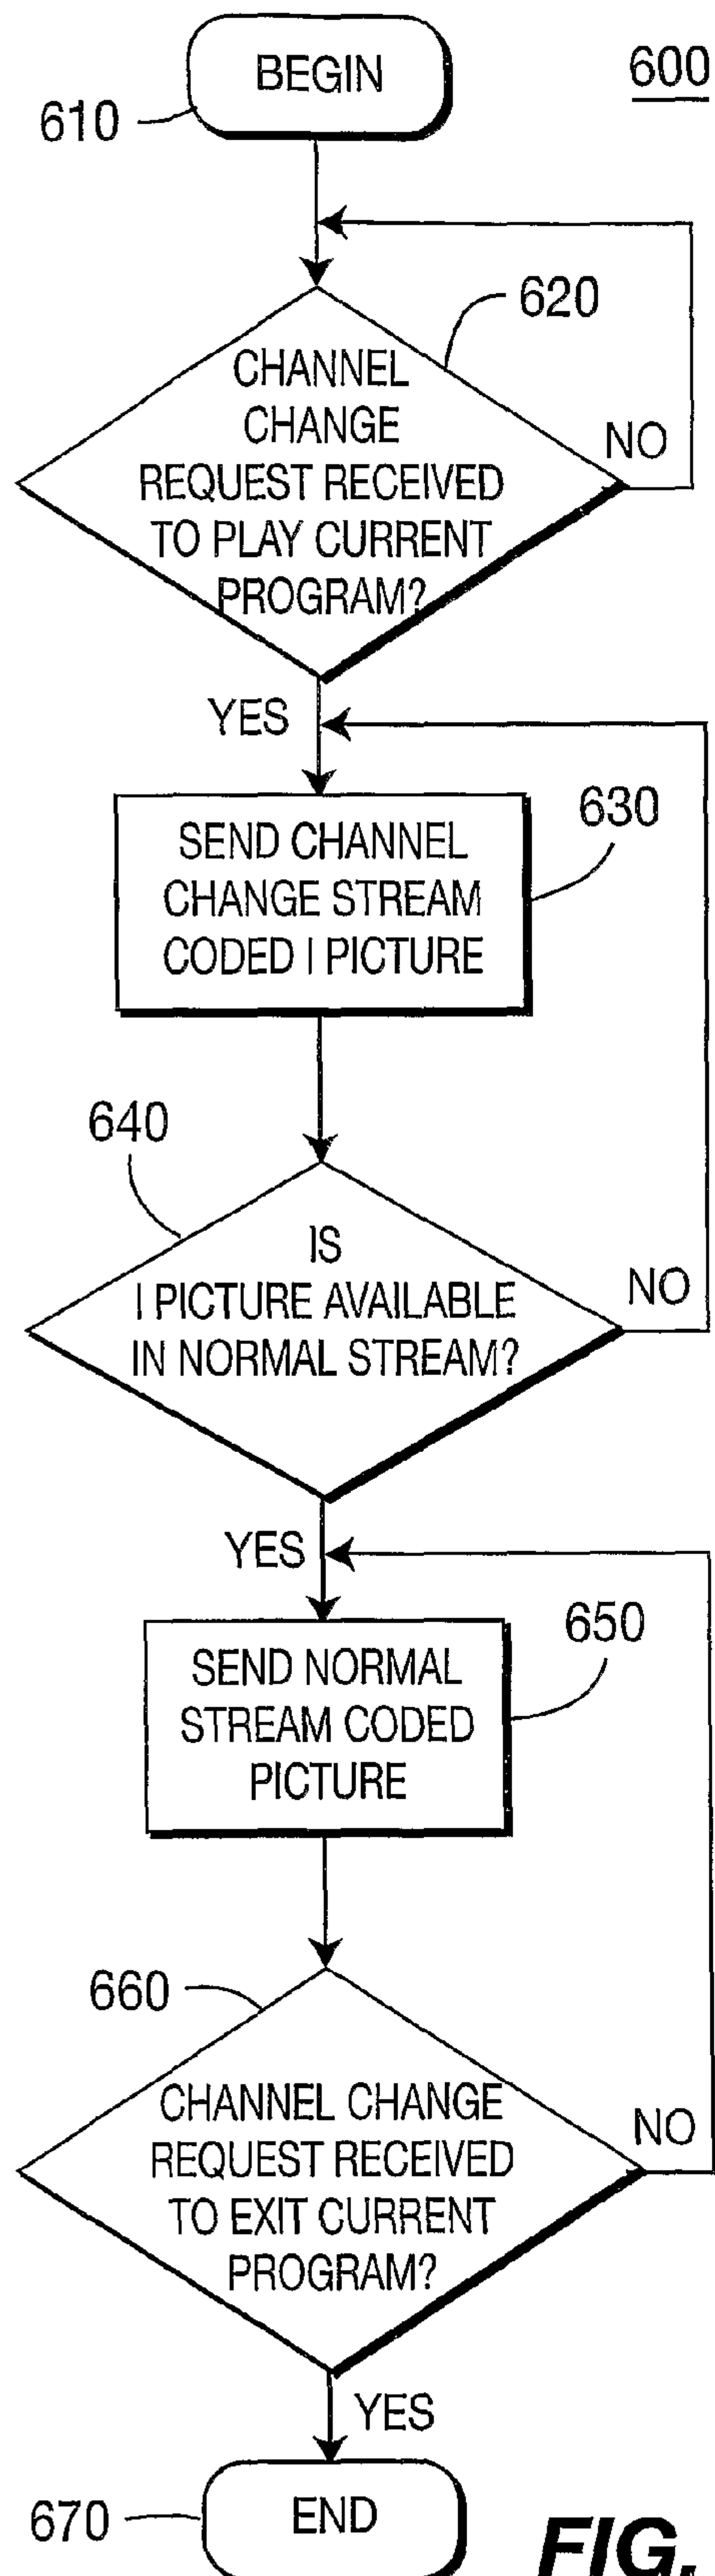 BEGIN
600
610
620
CHANNEL
CHANGE
REQUEST RECEIVED
TO PLAY CURRENT
PROGRAM?
NO
YES
630
SEND CHANNEL
CHANGE STREAM
CODED I PICTURE
640
IS
I PICTURE AVAILABLE
IN NORMAL STREAM?
NO
YES
650
SEND NORMAL
STREAM CODED
PICTURE
660
CHANNEL CHANGE
REQUEST RECEIVED
TO EXIT CURRENT
PROGRAM?
NO
YES
670
END
FIG.